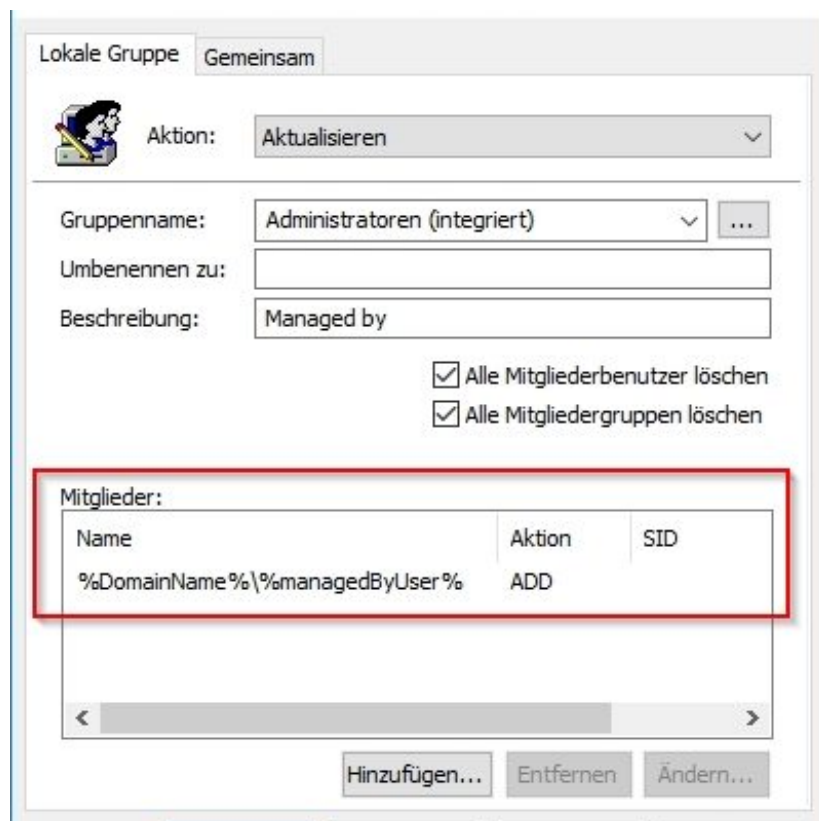 Lokale Gruppe Gemeinsam
Aktion: Aktualisieren
Gruppenname: Administratoren (integriert) ...
Umbenennen zu:
Beschreibung: Managed by
Alle Mitgliederbenutzer löschen
Alle Mitgliedergruppen löschen
Mitglieder:
Name Aktion SID
%DomainName%\%managedByUser% ADD
Hinzufügen... Entfernen Ändern...